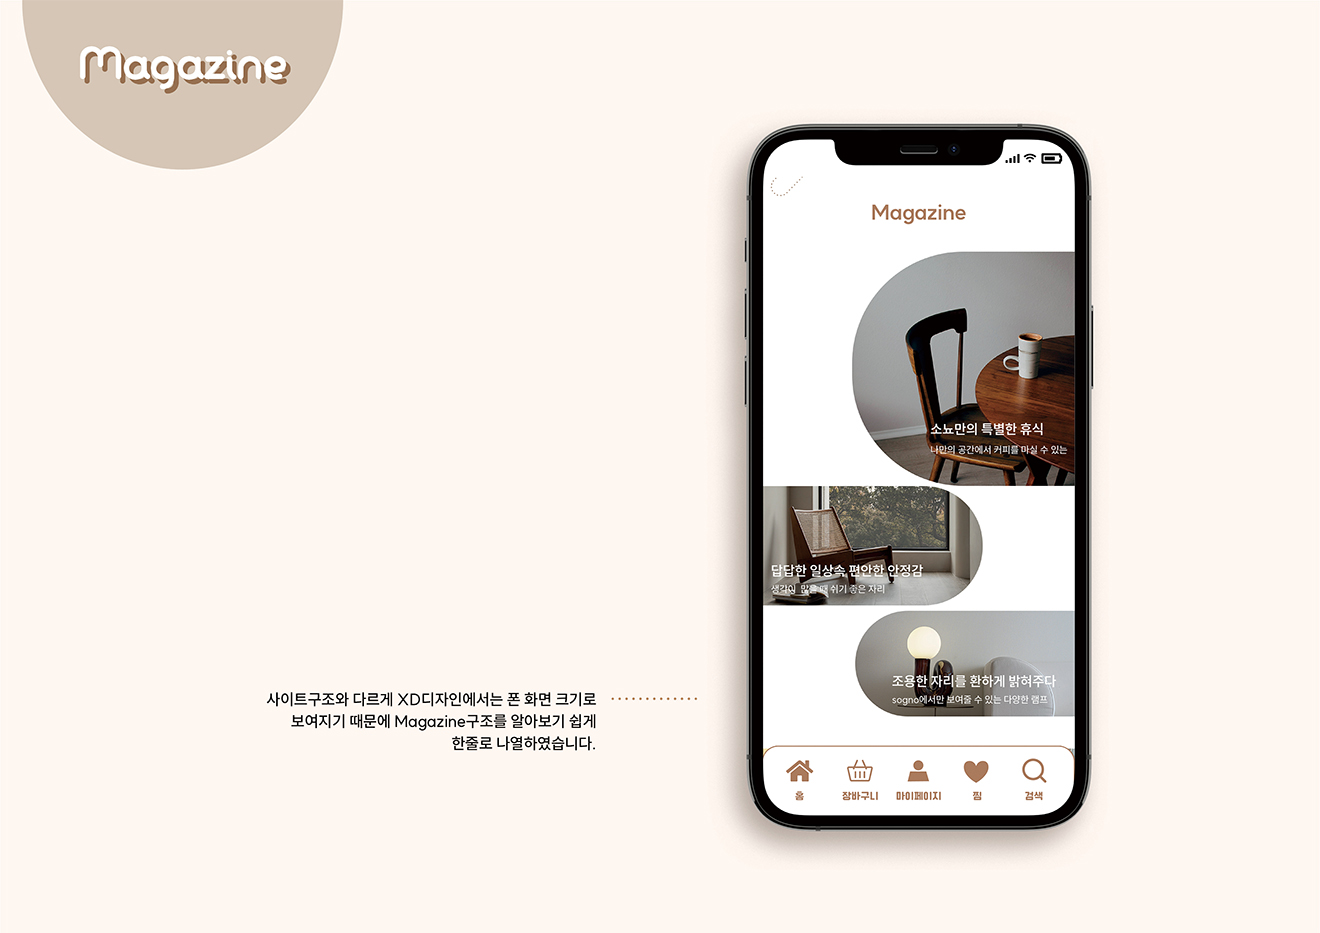 Magazine
Magazine
소뇨만의 특별한 휴식
나만의 공간에서 커피를 마실 수 있는
답답한 일상속 편안한 안정감
생각이 많을 때 쉬기 좋은 자리
조용한 자리를 환하게 밝혀주다
sogno에서만 보여줄 수 있는 다양한 램프
사이트구조와 다르게 XD디자인에서는 폰 화면 크기로
보여지기 때문에 Magazine구조를 알아보기 쉽게
한줄로 나열하였습니다.
홈
장바구니
마이페이지
찜
검색